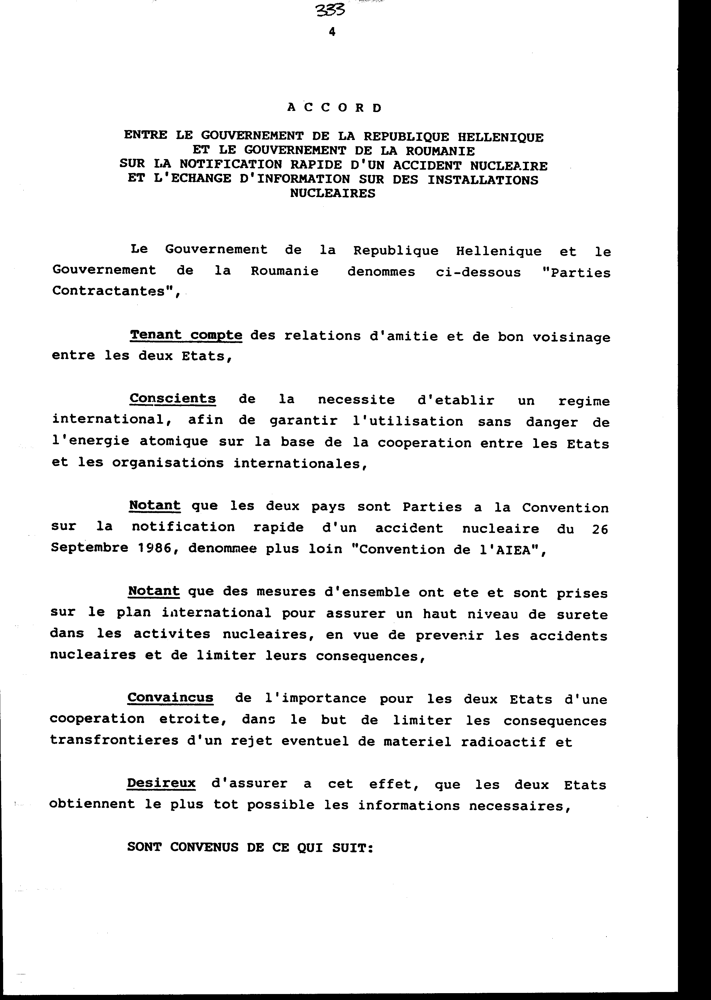 333
4
A C C O R D
ENTRE LE GOUVERNEMENT DE LA REPUBLIQUE HELLENIQUE
ET LE GOUVERNEMENT DE LA ROUMANIE
SUR LA NOTIFICATION RAPIDE D'UN ACCIDENT NUCLEAIRE
ET L'ECHANGE D'INFORMATION SUR DES INSTALLATIONS
NUCLEAIRES
Le Gouvernement de la Republique Hellenique et le
Gouvernement de la Roumanie denommes ci-dessous "Parties
Contractantes",
Tenant compte des relations d'amitie et de bon voisinage
entre les deux Etats,
Conscients de la necessite d'etablir un regime
international, afin de garantir l'utilisation sans danger de
l'energie atomique sur la base de la cooperation entre les Etats
et les organisations internationales,
Notant que les deux pays sont Parties a la Convention
sur la notification rapide d'un accident nucleaire du 26
Septembre 1986, denommee plus loin "Convention de l'AIEA",
Notant que des mesures d'ensemble ont ete et sont prises
sur le plan international pour assurer un haut niveau de surete
dans les activites nucleaires, en vue de prevenir les accidents
nucleaires et de limiter leurs consequences,
Convaincus de l'importance pour les deux Etats d'une
cooperation etroite, dans le but de limiter les consequences
transfrontieres d'un rejet eventuel de materiel radioactif et
Desireux d'assurer a cet effet, que les deux Etats
obtiennent le plus tot possible les informations necessaires,
SONT CONVENUS DE CE QUI SUIT: